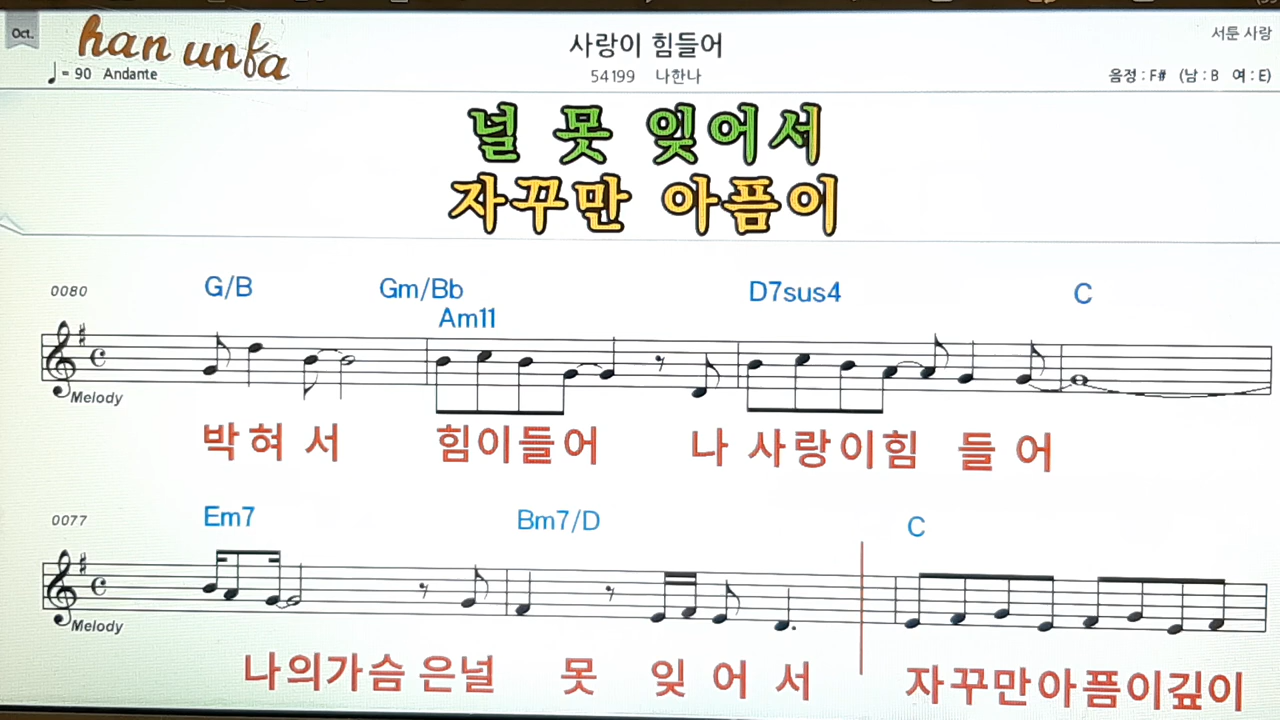 Oct.
han unfa
서툰 사랑
사랑이 힘들어
♩= 90 Andante
54199 나한나
음정 : F# (남 : B 여 : E)
널 못 잊어서
자꾸만 아픔이
0080
G/B Gm/Bb D7sus4 C
Am11
Melody
박 혀 서 힘이들어 나 사랑이힘 들 어
0077
Em7 Bm7/D C
Melody
나의가슴 은널 못 잊 어 서 자꾸만아픔이깊이